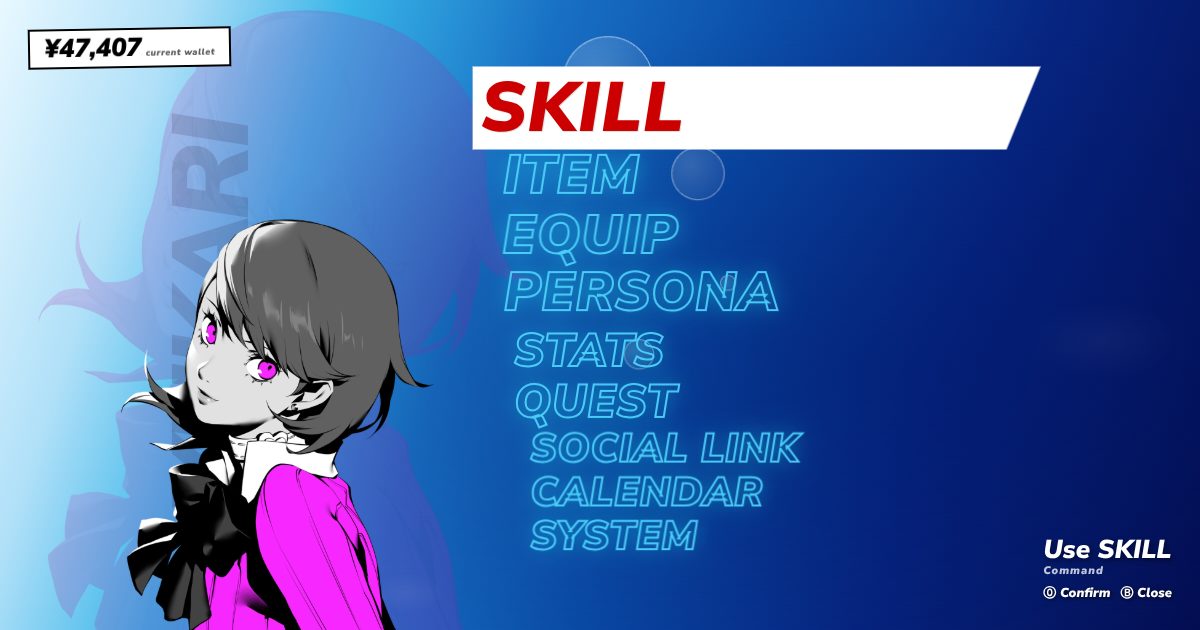 ¥47,407 current wallet
YUKARI
SKILL
ITEM
EQUIP
PERSONA
STATS
QUEST
SOCIAL LINK
CALENDAR
SYSTEM
Use SKILL
Command
Ⓞ Confirm Ⓑ Close